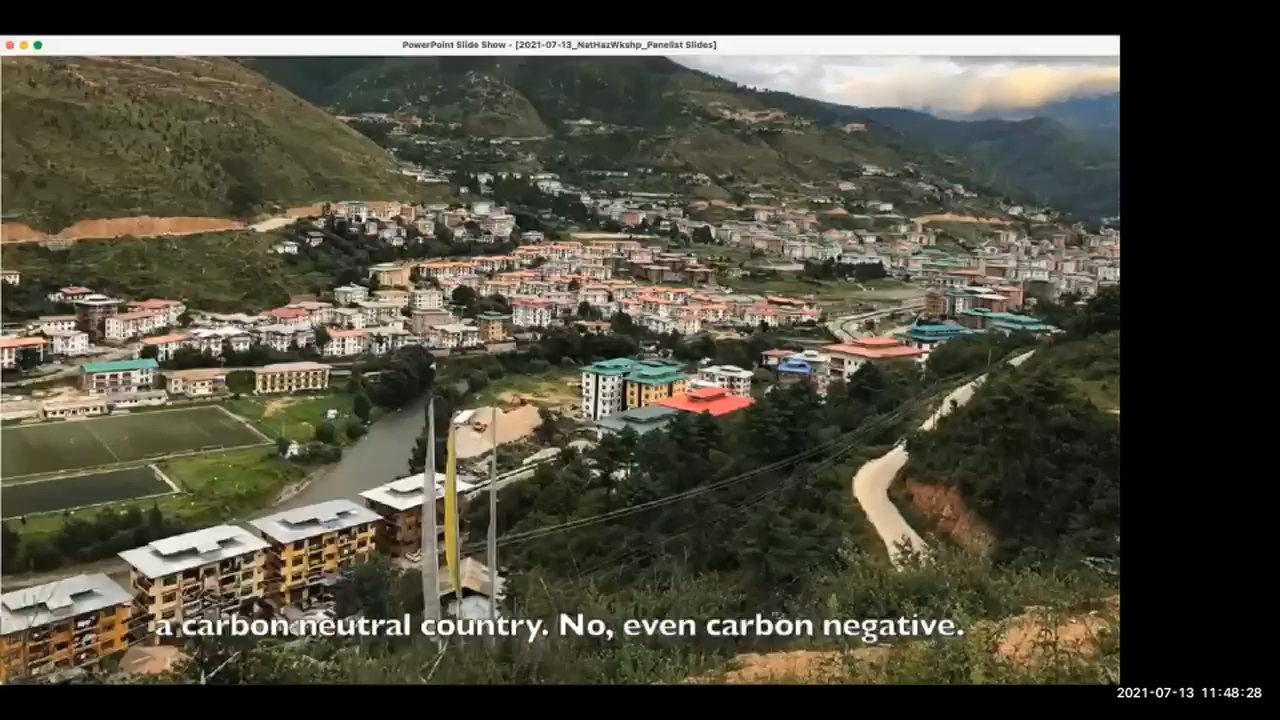 PowerPoint Slide Show - [2021-07-13_NatHazWkshp_Panelist Slides]
a carbon neutral country. No, even carbon negative.
2021-07-13 11:48:28